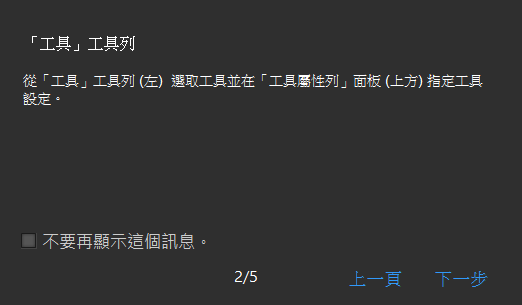 「工具」工具列
從「工具」工具列 (左) 選取工具並在「工具屬性列」面板 (上方) 指定工具
設定。
不要再顯示這個訊息。
2/5 上一頁 下一步